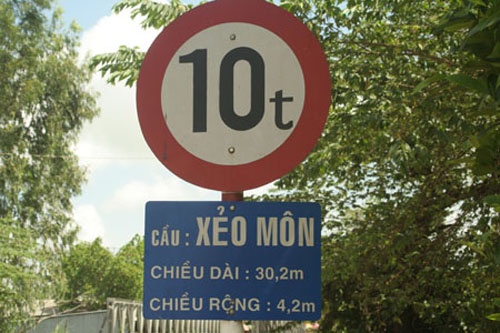 10t
CẦU : XẺO MÔN
CHIỀU DÀI : 30,2m
CHIỀU RỘNG : 4,2m